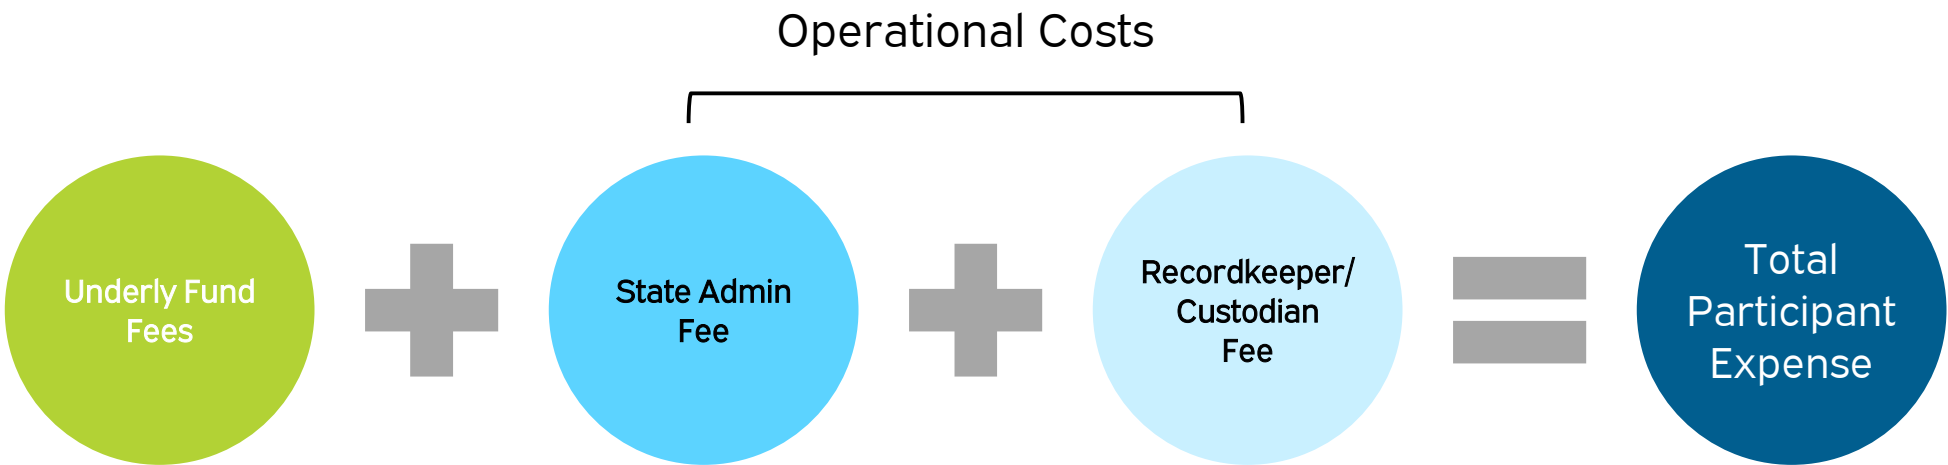 Operational Costs
Underly Fund
Fees
State Admin
Fee
Recordkeeper/
Custodian
Fee
Total
Participant
Expense